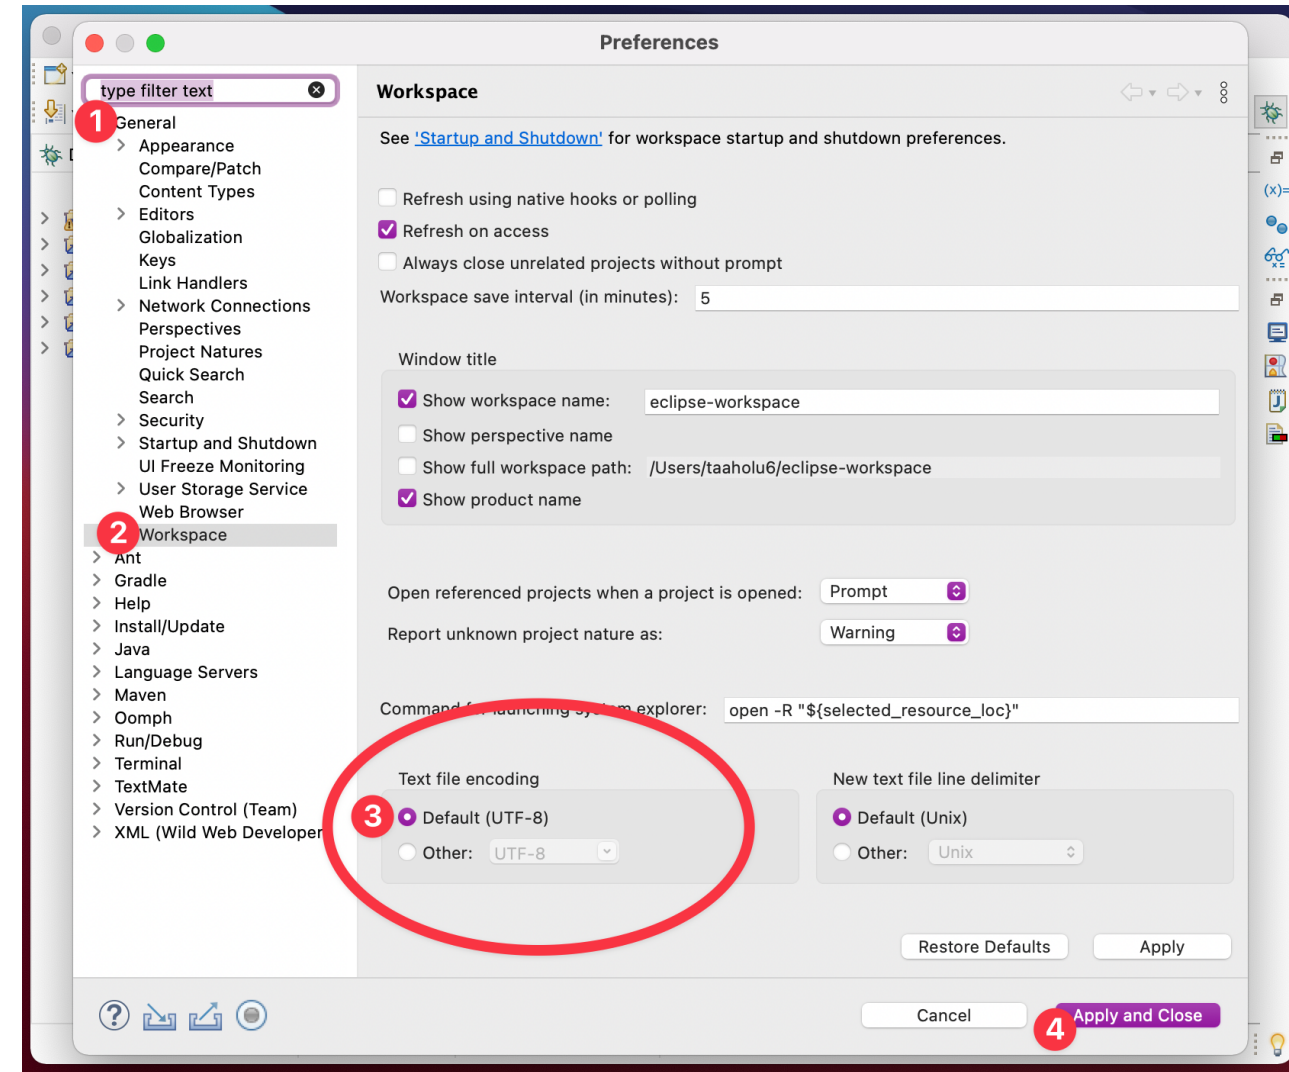 Preferences
type filter text
1
General
Appearance
Compare/Patch
Content Types
Editors
Globalization
Keys
Link Handlers
Network Connections
Perspectives
Project Natures
Quick Search
Search
Security
Startup and Shutdown
UI Freeze Monitoring
User Storage Service
Web Browser
2
Workspace
Ant
Gradle
Help
Install/Update
Java
Language Servers
Maven
Oomph
Run/Debug
Terminal
TextMate
Version Control (Team)
XML (Wild Web Developer
Workspace
See 'Startup and Shutdown' for workspace startup and shutdown preferences.
Refresh using native hooks or polling
Refresh on access
Always close unrelated projects without prompt
Workspace save interval (in minutes): 5
Window title
Show workspace name: eclipse-workspace
Show perspective name
Show full workspace path: /Users/taaholu6/eclipse-workspace
Show product name
Open referenced projects when a project is opened: Prompt
Report unknown project nature as: Warning
Command for launching system explorer: open -R "${selected_resource_loc}"
Text file encoding
3
Default (UTF-8)
Other: UTF-8
New text file line delimiter
Default (Unix)
Other: Unix
Restore Defaults
Apply
?
Cancel
4
Apply and Close
(x)=